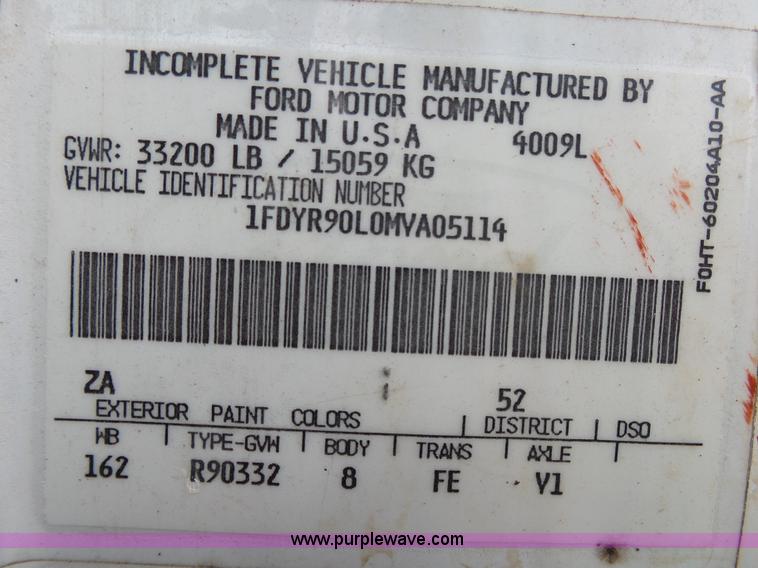 INCOMPLETE VEHICLE MANUFACTURED BY
FORD MOTOR COMPANY
MADE IN U.S.A 4009L
GVWR: 33200 LB / 15059 KG
VEHICLE IDENTIFICATION NUMBER
1FDYR90L0MVA05114
F0HT-60204A10-AA
ZA 52
EXTERIOR PAINT COLORS DISTRICT DSO
WB TYPE-GVW BODY TRANS AXLE
162 R90332 8 FE Y1
www.purplewave.com